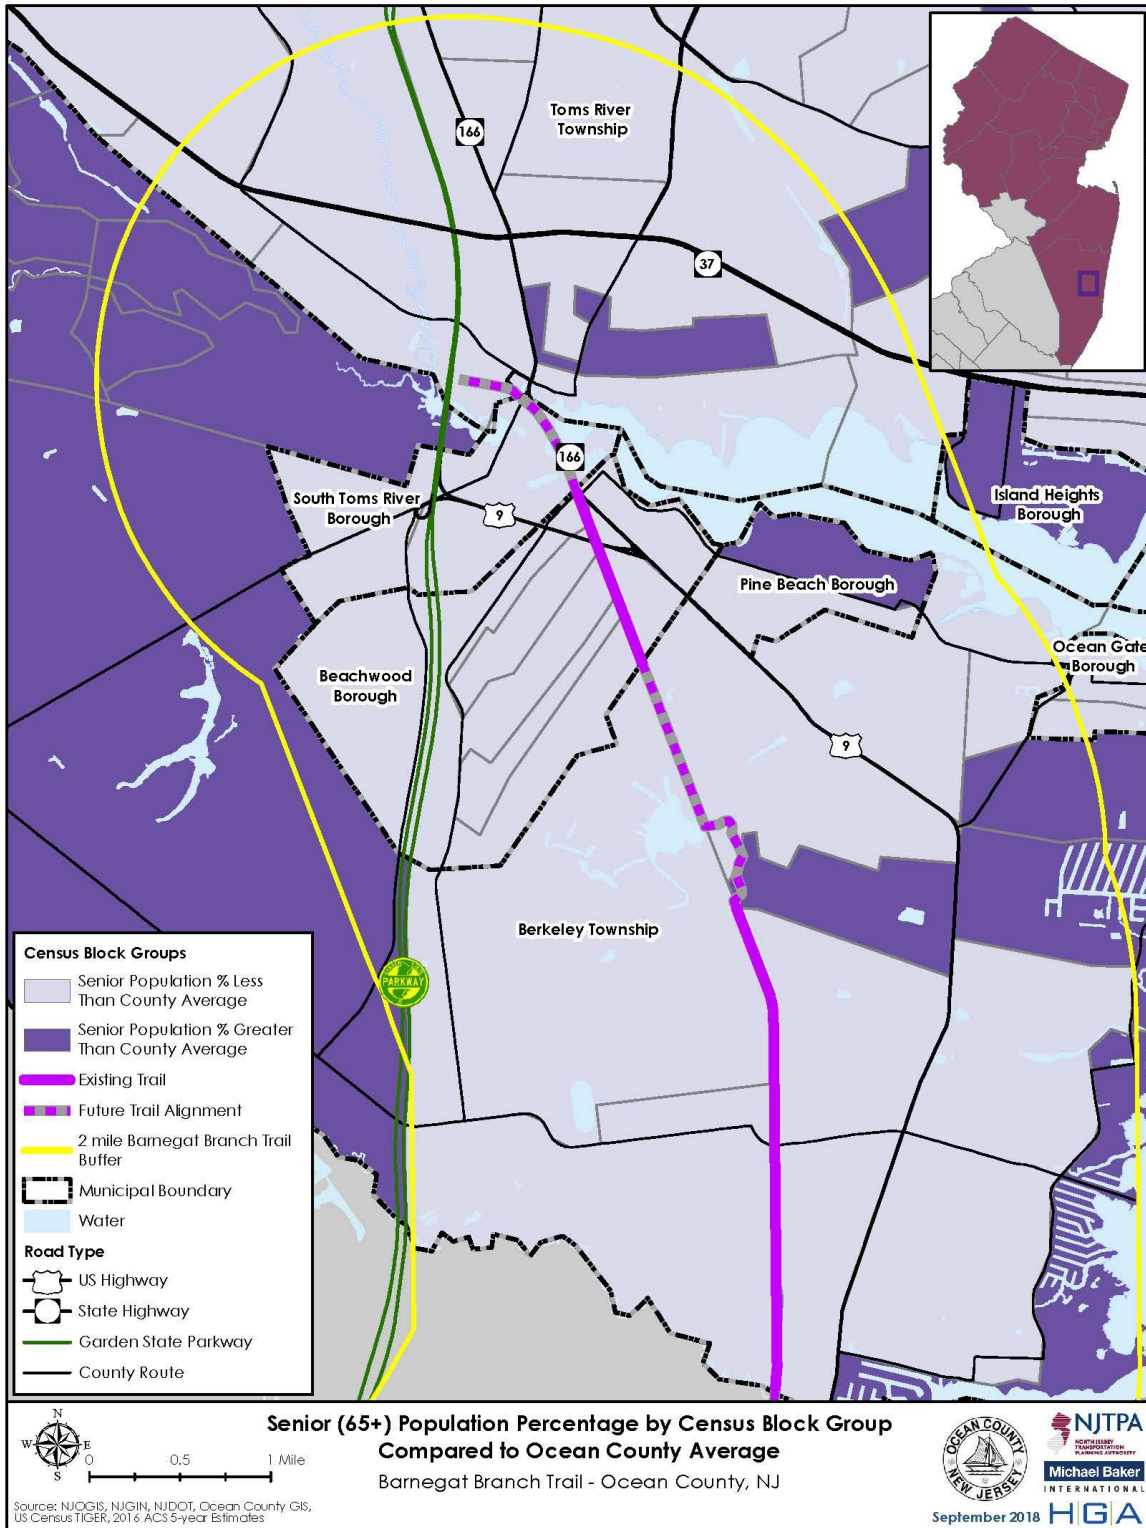 Toms River
Township
166
37
166
South Toms River
Borough
9
Island Heights
Borough
Pine Beach Borough
Beachwood
Borough
Ocean Gate
Borough
9
Berkeley Township
PARKWAY
Census Block Groups
Senior Population % Less
Than County Average
Senior Population % Greater
Than County Average
Existing Trail
Future Trail Alignment
2 mile Barnegat Branch Trail
Buffer
Municipal Boundary
Water
Road Type
US Highway
State Highway
Garden State Parkway
County Route
N
W E
S
0 0.5 1 Mile
Source: NJOGIS, NJGIN, NJDOT, Ocean County GIS,
US Census TIGER, 2016 ACS 5-year Estimates
Senior (65+) Population Percentage by Census Block Group
Compared to Ocean County Average
Barnegat Branch Trail - Ocean County, NJ
OCEAN COUNTY
NEW JERSEY
NJTPA
NORTH JERSEY
TRANSPORTATION
PLANNING AUTHORITY
Michael Baker
INTERNATIONAL
September 2018
HGA